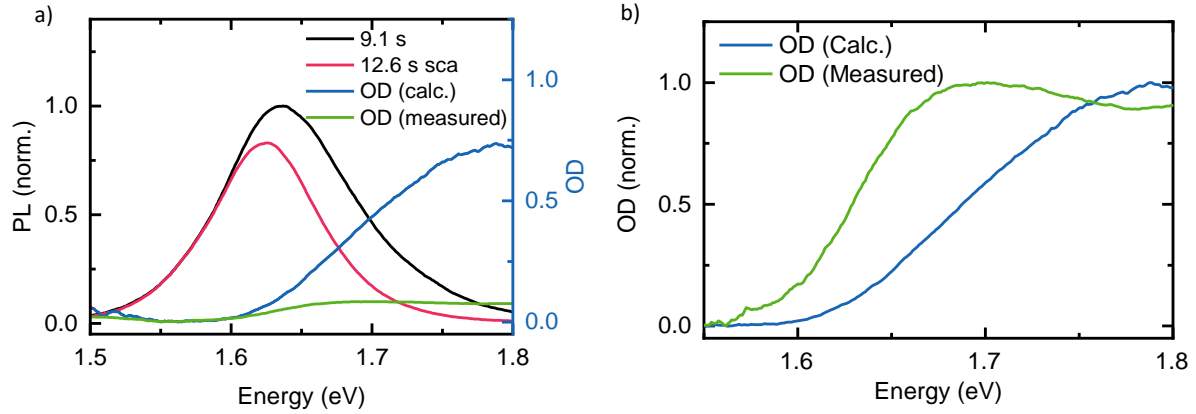 a)
9.1 s
12.6 s sca
OD (calc.)
OD (measured)
PL (norm.)
1.0
0.5
0.0
1.0
0.5
0.0
OD
1.5 1.6 1.7 1.8
Energy (eV)
b)
OD (Calc.)
OD (Measured)
OD (norm.)
1.0
0.5
0.0
1.6 1.7 1.8
Energy (eV)